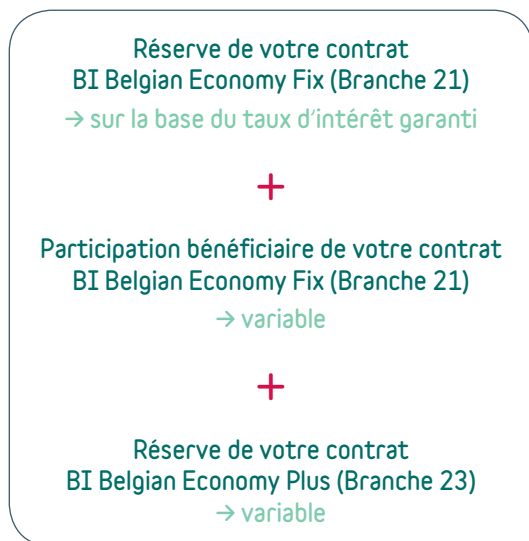 Réserve de votre contrat
BI Belgian Economy Fix (Branche 21)
→ sur la base du taux d'intérêt garanti
+
Participation bénéficiaire de votre contrat
BI Belgian Economy Fix (Branche 21)
→ variable
+
Réserve de votre contrat
BI Belgian Economy Plus (Branche 23)
→ variable